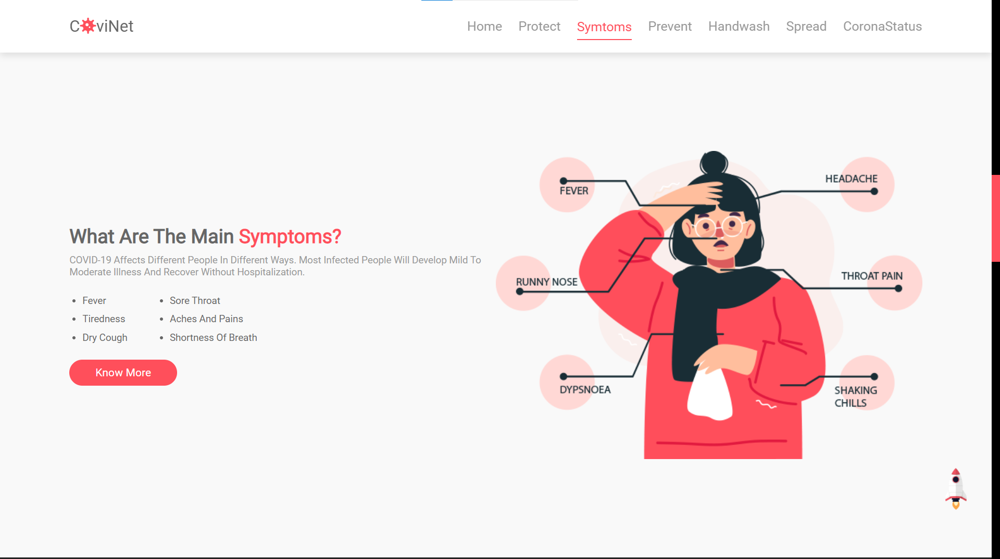 CoviNet
Home Protect Symtoms Prevent Handwash Spread CoronaStatus
What Are The Main Symptoms?
COVID-19 Affects Different People In Different Ways. Most Infected People Will Develop Mild To
Moderate Illness And Recover Without Hospitalization.
• Fever
• Tiredness
• Dry Cough
• Sore Throat
• Aches And Pains
• Shortness Of Breath
Know More
FEVER
HEADACHE
RUNNY NOSE
THROAT PAIN
DYPSNOEA
SHAKING
CHILLS